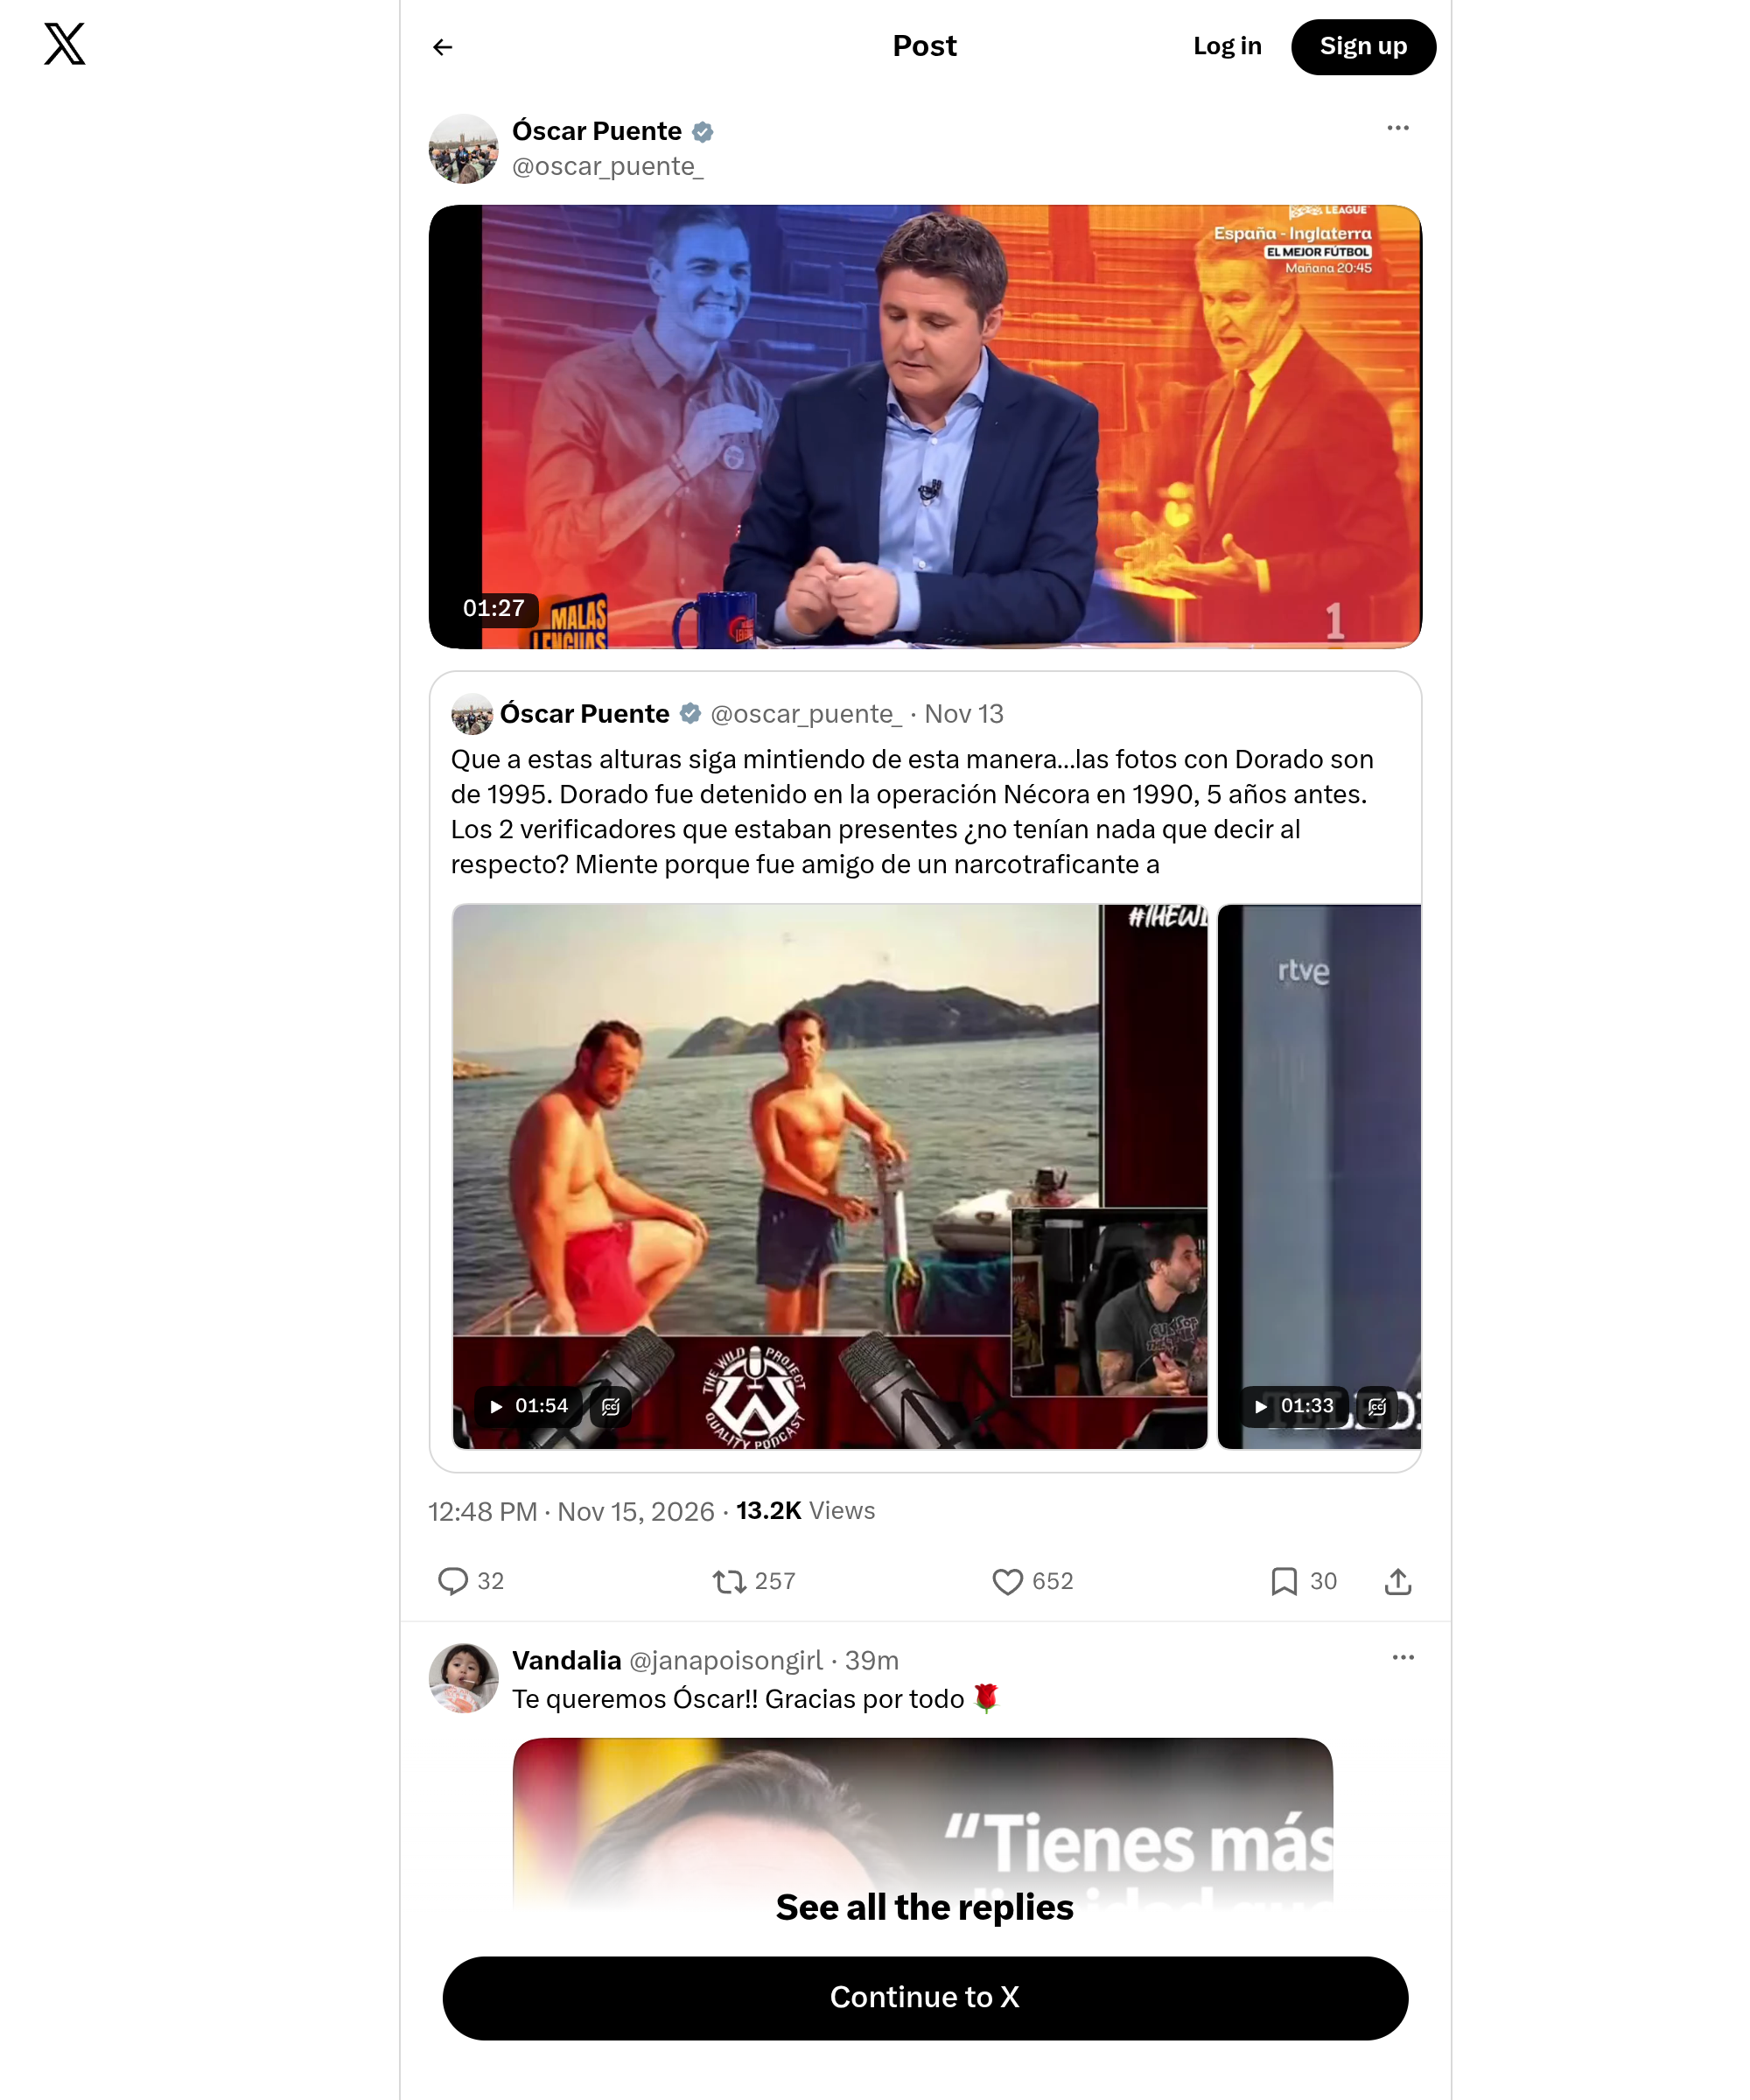 Post
Log in
Sign up
Óscar Puente
@oscar_puente_
LEAGUE
España - Inglaterra
EL MEJOR FÚTBOL
Mañana 20:45
01:27
MALAS
LENGUAS
1
Óscar Puente @oscar_puente_ · Nov 13
Que a estas alturas siga mintiendo de esta manera...las fotos con Dorado son
de 1995. Dorado fue detenido en la operación Nécora en 1990, 5 años antes.
Los 2 verificadores que estaban presentes ¿no tenían nada que decir al
respecto? Miente porque fue amigo de un narcotraficante a
rtve
THE WILD PROJECT
QUALITY PODCAST
01:54
01:33
12:48 PM · Nov 15, 2026 · 13.2K Views
32
257
652
30
Vandalia @janapoisongirl · 39m
Te queremos Óscar!! Gracias por todo 🌹
“Tienes más
See all the replies
Continue to X